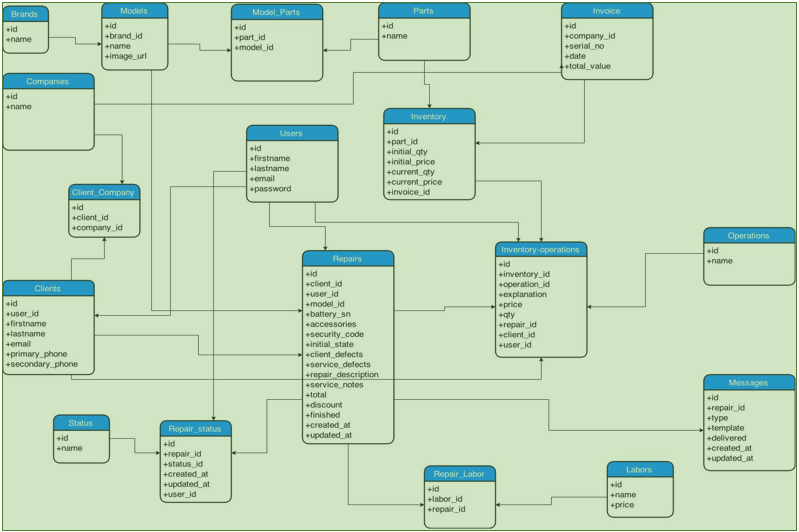 Brands
+id
+name
Models
+id
+brand_id
+name
+image_url
Model_Parts
+id
+part_id
+model_id
Parts
+id
+name
Invoice
+id
+company_id
+serial_no
+date
+total_value
Companies
+id
+name
Inventory
+id
+part_id
+initial_qty
+initial_price
+current_qty
+current_price
+invoice_id
Users
+id
+firstname
+lastname
+email
+password
Client_Company
+id
+client_id
+company_id
Operations
+id
+name
Inventory-operations
+id
+inventory_id
+operation_id
+explanation
+price
+qty
+repair_id
+client_id
+user_id
Repairs
+id
+client_id
+user_id
+model_id
+battery_sn
+accessories
+security_code
+initial_state
+client_defects
+service_defects
+repair_description
+service_notes
+total
+discount
+finished
+created_at
+updated_at
Clients
+id
+user_id
+firstname
+lastname
+email
+primary_phone
+secondary_phone
Messages
+id
+repair_id
+type
+template
+delivered
+created_at
+updated_at
Status
+id
+name
Repair_status
+id
+repair_id
+status_id
+created_at
+updated_at
+user_id
Repair_Labor
+id
+labor_id
+repair_id
Labors
+id
+name
+price